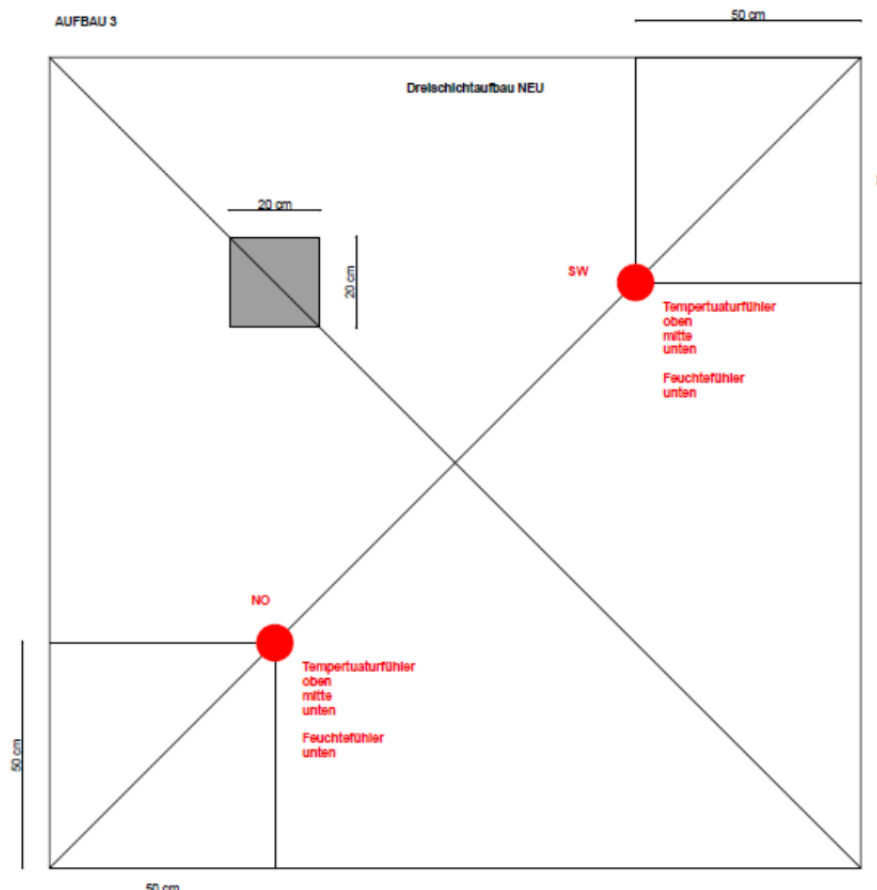 50 cm
AUFBAU 3
Dreischichtaufbau NEU
20 cm
20 cm
SW
Tempertuaturfühler
oben
mitte
unten
Feuchtefühler
unten
NO
Tempertuaturfühler
oben
mitte
unten
Feuchtefühler
unten
50 cm
50 cm